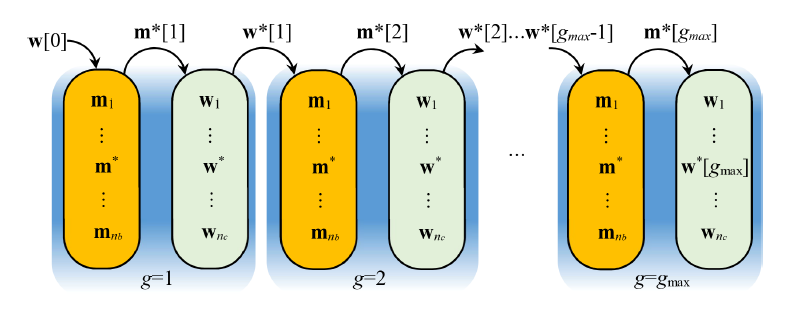 w[0] m*[1] w*[1] m*[2] w*[2]...w*[gmax-1] m*[gmax]
m1 w1 m1 w1 m1 w1
⋮ ⋮ ⋮ ⋮ ⋮ ⋮
m* w* m* w* ... m* w*[gmax]
⋮ ⋮ ⋮ ⋮ ⋮ ⋮
mnb wnc mnb wnc mnb wnc
g=1 g=2 g=gmax